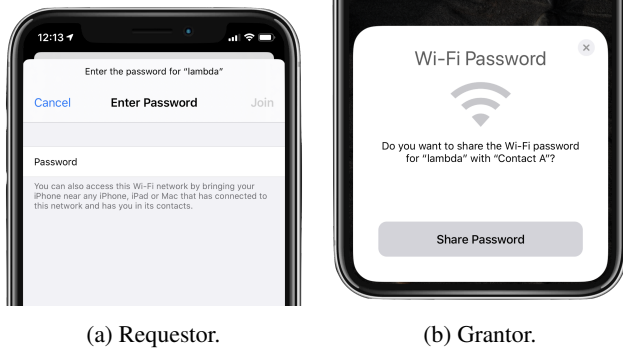 12:13
Enter the password for “lambda”
Cancel Enter Password Join
Password
You can also access this Wi-Fi network by bringing your
iPhone near any iPhone, iPad or Mac that has connected to
this network and has you in its contacts.
(a) Requestor.
Wi-Fi Password
Do you want to share the Wi-Fi password
for “lambda” with “Contact A”?
Share Password
(b) Grantor.